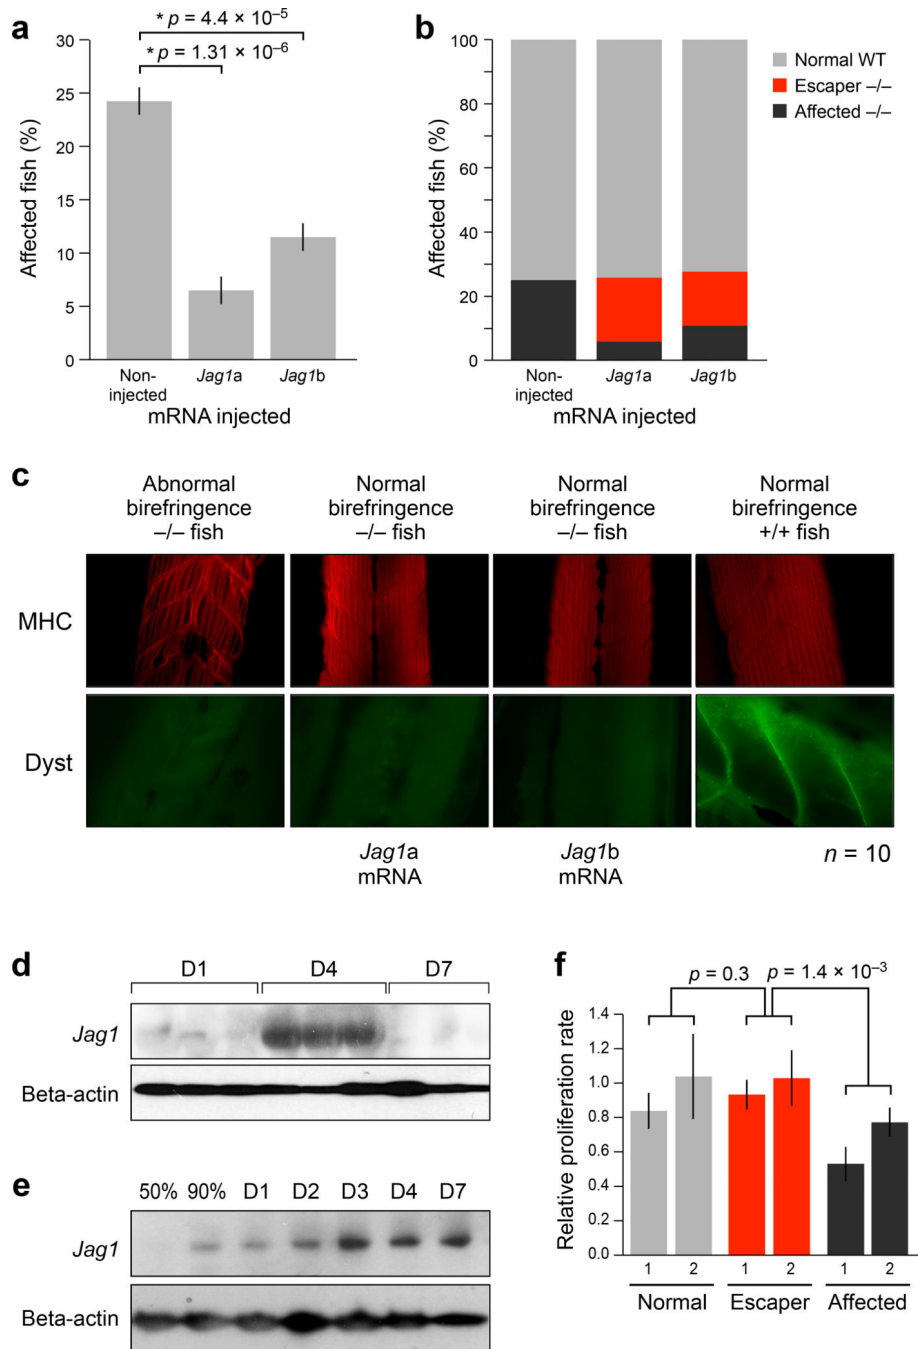 a
* p = 4.4 × 10–5
* p = 1.31 × 10–6
30
25
20
15
10
5
0
Affected fish (%)
Non-
injected
Jag1a
Jag1b
mRNA injected
b
100
80
60
40
20
0
Affected fish (%)
Non-
injected
Jag1a
Jag1b
mRNA injected
Normal WT
Escaper –/–
Affected –/–
c
Abnormal
birefringence
–/– fish
Normal
birefringence
–/– fish
Normal
birefringence
–/– fish
Normal
birefringence
+/+ fish
MHC
Dyst
Jag1a
mRNA
Jag1b
mRNA
n = 10
d
D1 D4 D7
Jag1
Beta-actin
e
50% 90% D1 D2 D3 D4 D7
Jag1
Beta-actin
f
p = 0.3
p = 1.4 × 10–3
1.4
1.2
1.0
0.8
0.6
0.4
0.2
0.0
Relative proliferation rate
1 2 1 2 1 2
Normal Escaper Affected